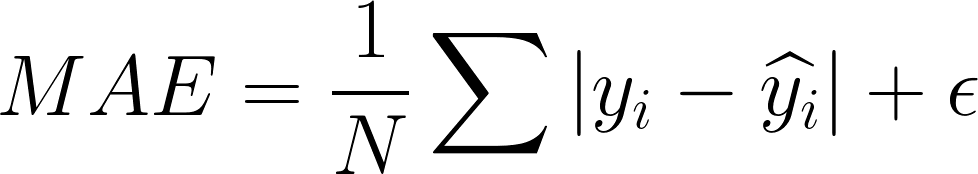 MAE = \frac{1}{N} \sum |y_i - \widehat{y_i}| + \epsilon